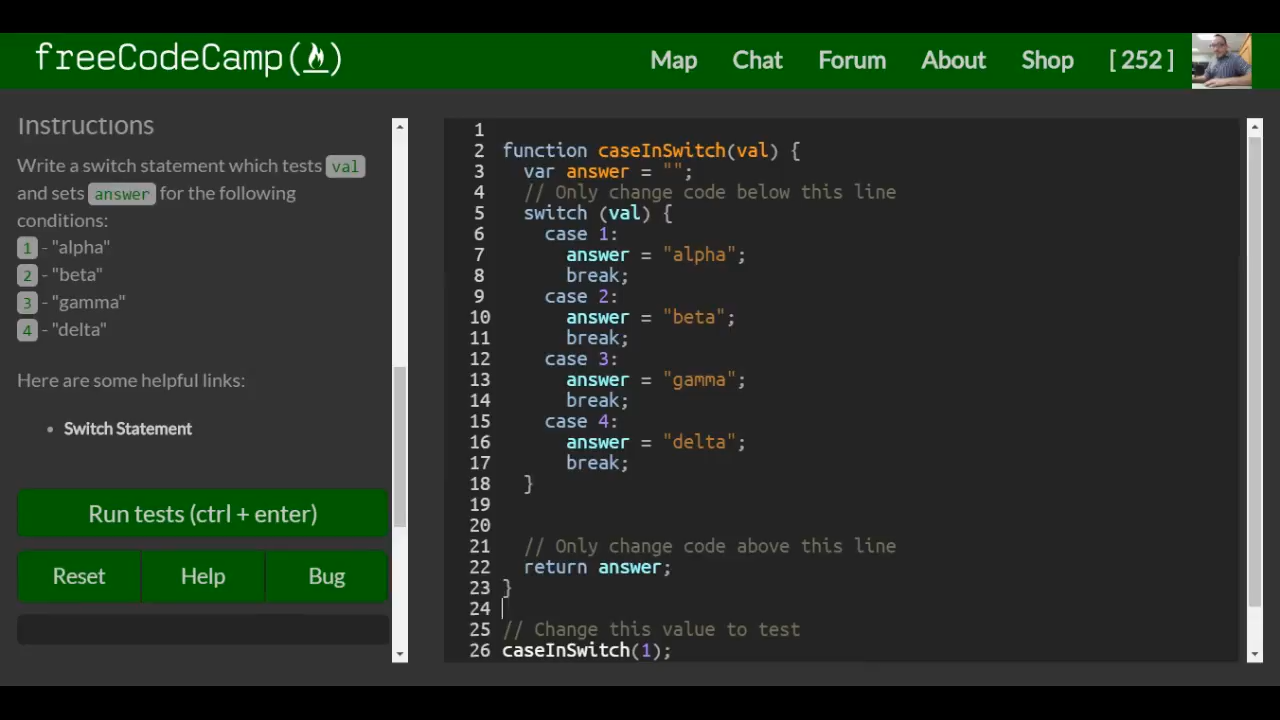 freeCodeCamp(🔥)
Map Chat Forum About Shop [ 252 ]
Instructions
Write a switch statement which tests val
and sets answer for the following
conditions:
1 - "alpha"
2 - "beta"
3 - "gamma"
4 - "delta"
Here are some helpful links:
• Switch Statement
Run tests (ctrl + enter)
Reset Help Bug
1
2 function caseInSwitch(val) {
3 var answer = "";
4 // Only change code below this line
5 switch (val) {
6 case 1:
7 answer = "alpha";
8 break;
9 case 2:
10 answer = "beta";
11 break;
12 case 3:
13 answer = "gamma";
14 break;
15 case 4:
16 answer = "delta";
17 break;
18 }
19
20
21 // Only change code above this line
22 return answer;
23 }
24
25 // Change this value to test
26 caseInSwitch(1);